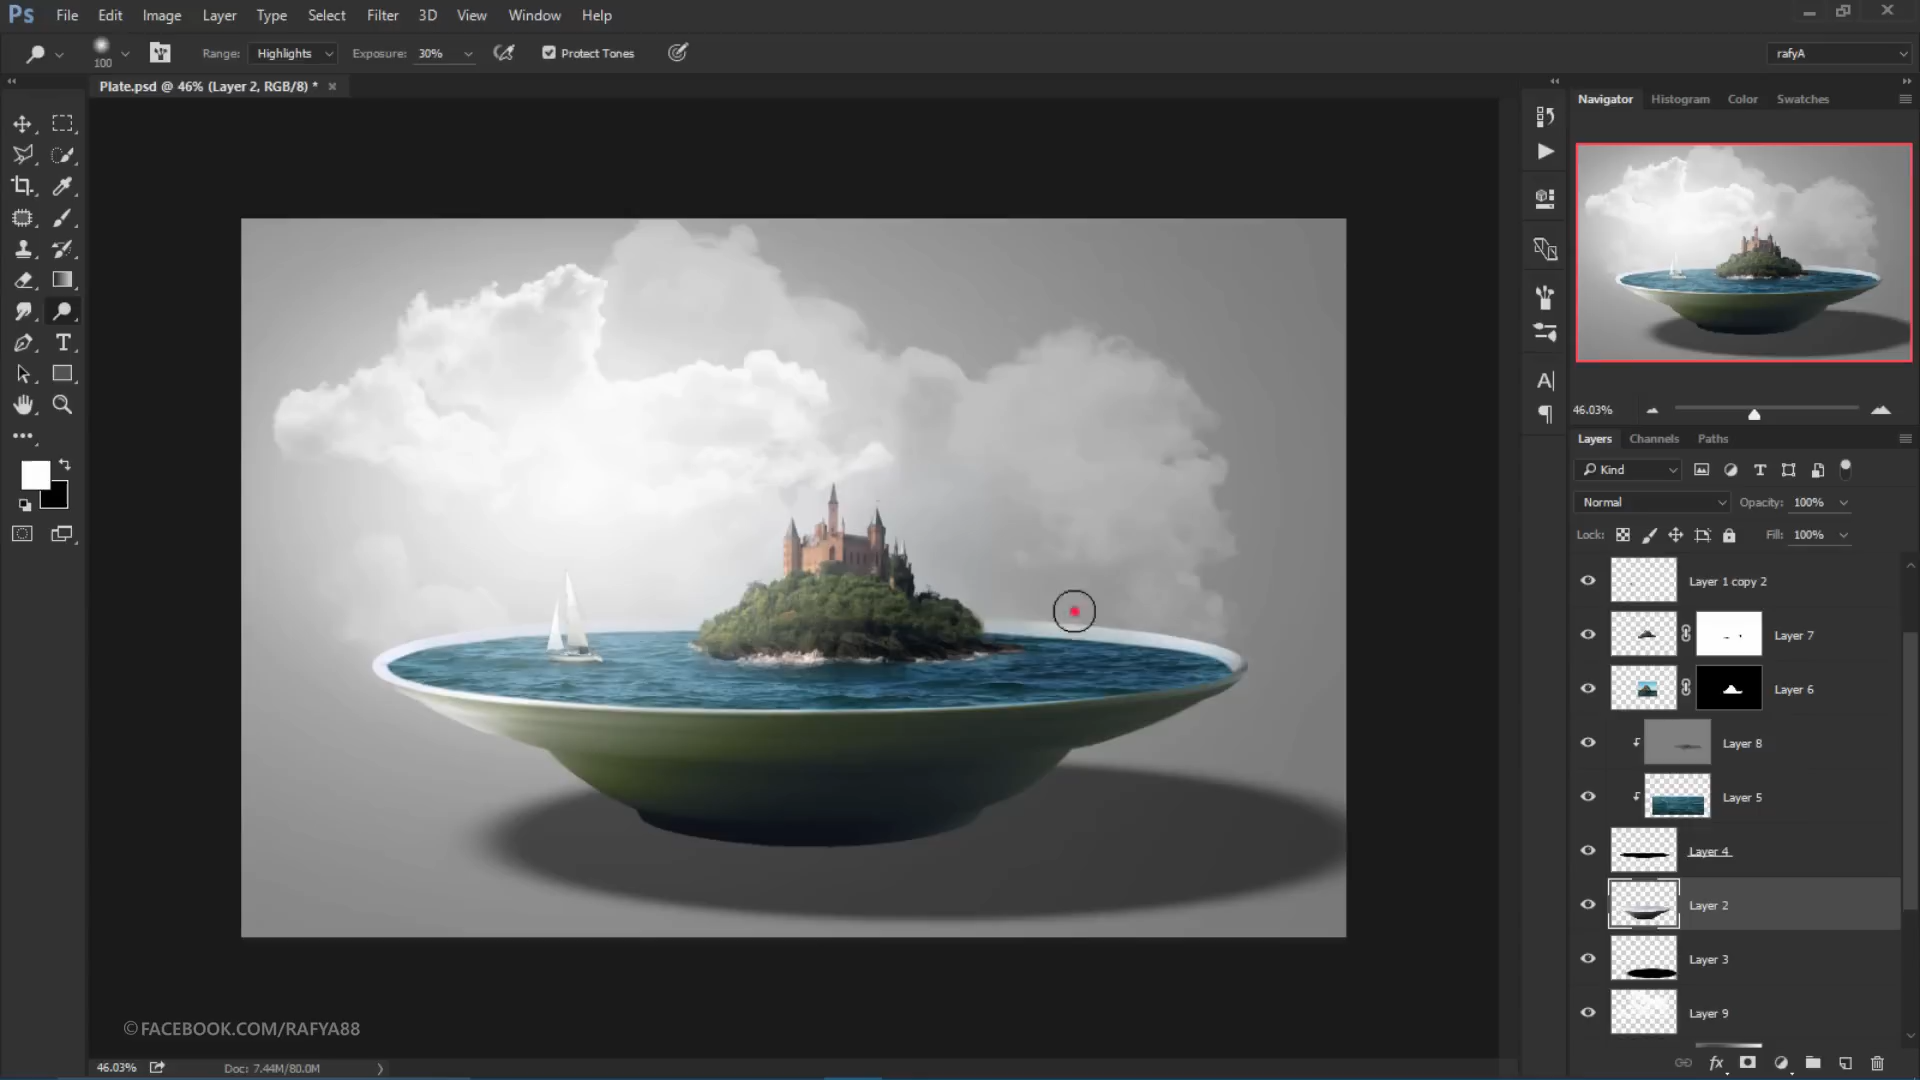 Ps File Edit Image Layer Type Select Filter 3D View Window Help
100 Range: Highlights Exposure: 30% Protect Tones rafyA
Plate.psd @ 46% (Layer 2, RGB/8) *
Navigator Histogram Color Swatches
46.03%
Layers Channels Paths
Kind
Normal Opacity: 100%
Lock: Fill: 100%
Layer 1 copy 2
Layer 7
Layer 6
Layer 8
Layer 5
Layer 4
Layer 2
Layer 3
Layer 9
©FACEBOOK.COM/RAFYA88
46.03% Doc: 7.44M/80.0M
fx